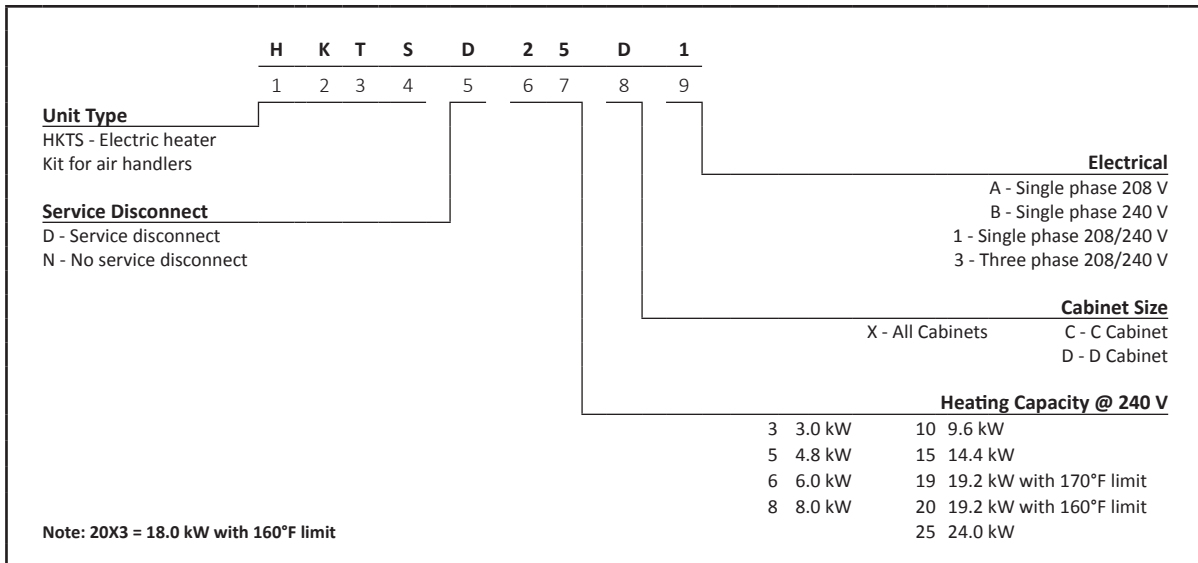 H K T S D 2 5 D 1
1 2 3 4 5 6 7 8 9
Unit Type
HKTS - Electric heater
Kit for air handlers
Service Disconnect
D - Service disconnect
N - No service disconnect
Electrical
A - Single phase 208 V
B - Single phase 240 V
1 - Single phase 208/240 V
3 - Three phase 208/240 V
Cabinet Size
X - All Cabinets C - C Cabinet
D - D Cabinet
Heating Capacity @ 240 V
3 3.0 kW 10 9.6 kW
5 4.8 kW 15 14.4 kW
6 6.0 kW 19 19.2 kW with 170°F limit
8 8.0 kW 20 19.2 kW with 160°F limit
25 24.0 kW
Note: 20X3 = 18.0 kW with 160°F limit